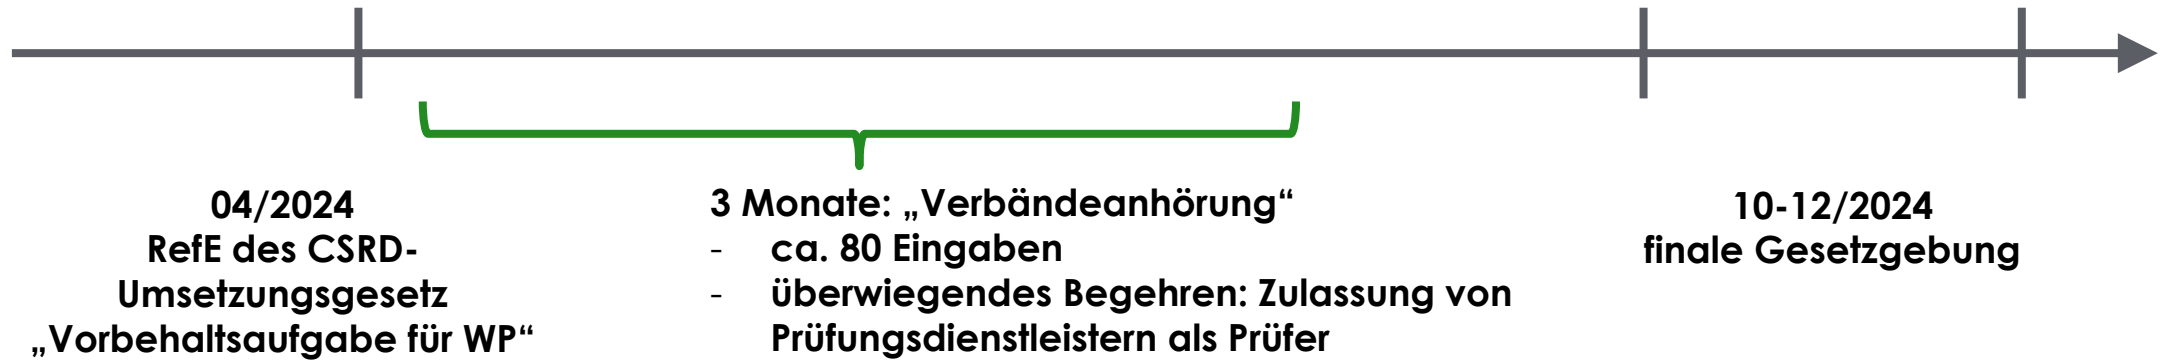 04/2024
RefE des CSRD-
Umsetzungsgesetz
„Vorbehaltsaufgabe für WP“
3 Monate: „Verbändeanhörung“
- ca. 80 Eingaben
- überwiegendes Begehren: Zulassung von
Prüfungsdienstleistern als Prüfer
10-12/2024
finale Gesetzgebung